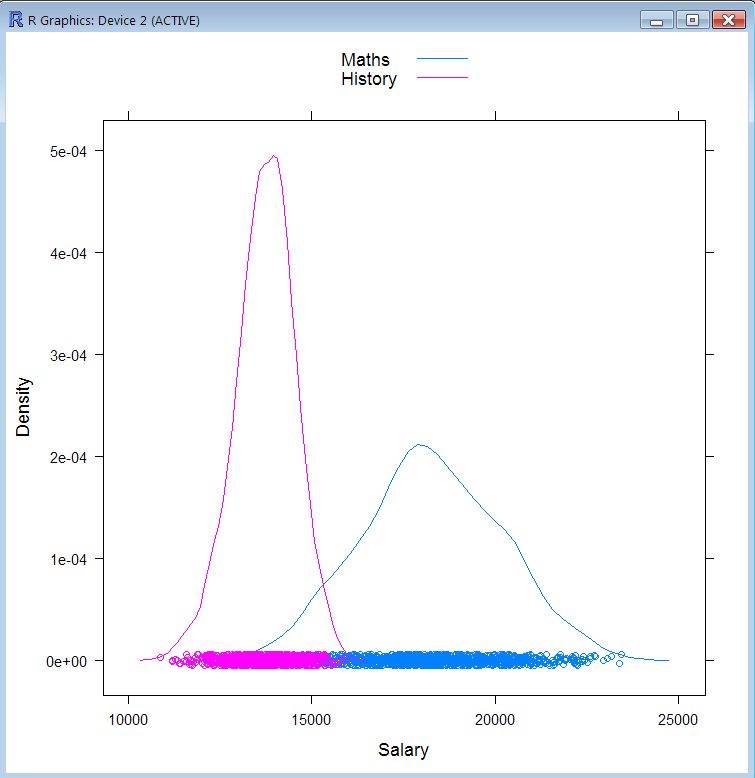 R Graphics: Device 2 (ACTIVE)
Maths
History
5e-04
4e-04
3e-04
2e-04
1e-04
0e+00
Density
10000 15000 20000 25000
Salary